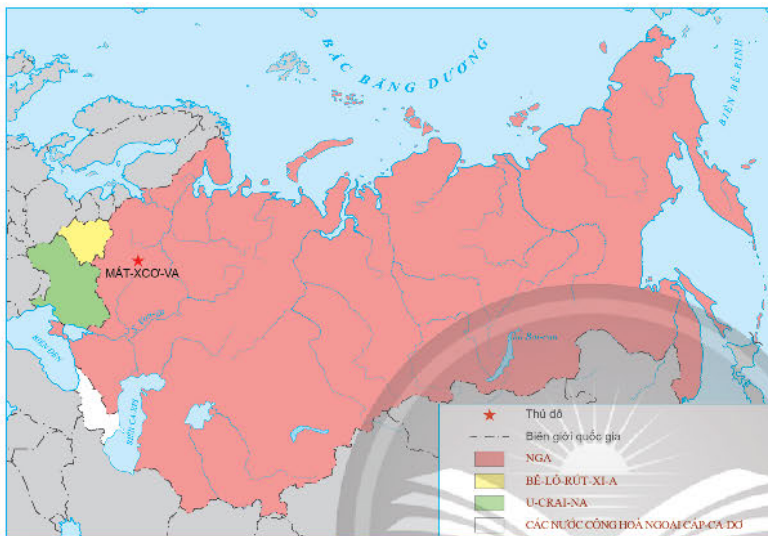 BẮC BĂNG DƯƠNG
BIỂN BÊ-RINH
MÁT-XCƠ-VA
BIỂN ĐEN
BIỂN CA-XPI
Thủ đô
Biên giới quốc gia
NGA
BÊ-LÔ-RÚT-XI-A
U-CRAI-NA
CÁC NƯỚC CỘNG HOÀ NGOẠI CÁP-CA-DƠ